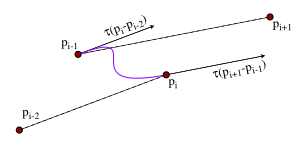 τ(p_i-p_{i-2})
p_{i+1}
p_{i-1}
τ(p_{i+1}-p_{i-1})
p_i
p_{i-2}